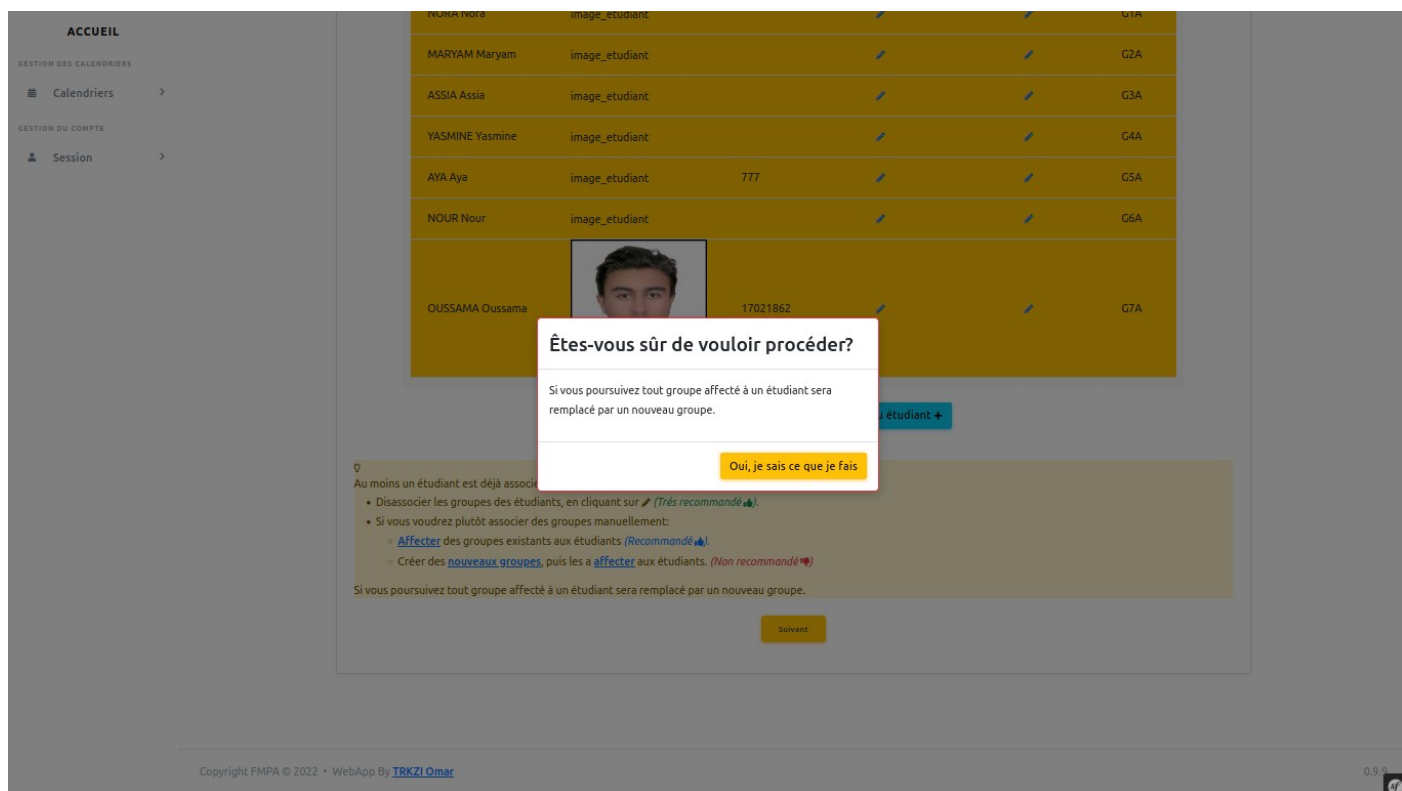 ACCUEIL
GESTION DES CALENDRIERS
Calendriers
GESTION DU COMPTE
Session
NORA Nora image_etudiant G1A
MARYAM Maryam image_etudiant G2A
ASSIA Assia image_etudiant G3A
YASMINE Yasmine image_etudiant G4A
AYA Aya image_etudiant 777 G5A
NOUR Nour image_etudiant G6A
OUSSAMA Oussama 17021862 G7A
Êtes-vous sûr de vouloir procéder?
Si vous poursuivez tout groupe affecté à un étudiant sera
remplacé par un nouveau groupe.
Oui, je sais ce que je fais
étudiant +
Au moins un étudiant est déjà associé
• Disassocier les groupes des étudiants, en cliquant sur (Trés recommandé).
• Si vous voudrez plutôt associer des groupes manuellement:
◦ Affecter des groupes existants aux étudiants (Recommandé).
◦ Créer des nouveaux groupes, puis les a affecter aux étudiants. (Non recommandé)
Si vous poursuivez tout groupe affecté à un étudiant sera remplacé par un nouveau groupe.
Suivant
Copyright FMPA © 2022 • WebApp By TRKZI Omar
0.9.9
sf